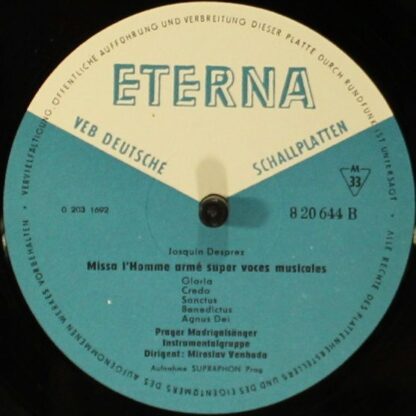 VERVIELFÄLTIGUNG · ÖFFENTLICHE AUFFÜHRUNG UND VERBREITUNG DIESER PLATTE DURCH RUNDFUNK IST UNTERSAGT · ALLE RECHTE DES PLATTENHERSTELLERS UND DES EIGENTÜMERS DES AUFGENOMMENEN WERKES VORBEHALTEN ·
ETERNA
VEB DEUTSCHE SCHALLPLATTEN
M
33
0 203 1692
8 20 644 B
Josquin Desprez
Missa l'Homme armé super voces musicales
Gloria
Credo
Sanctus
Benedictus
Agnus Dei
Prager Madrigalsänger
Instrumentalgruppe
Dirigent: Miroslav Venhoda
Aufnahme SUPRAPHON Prag